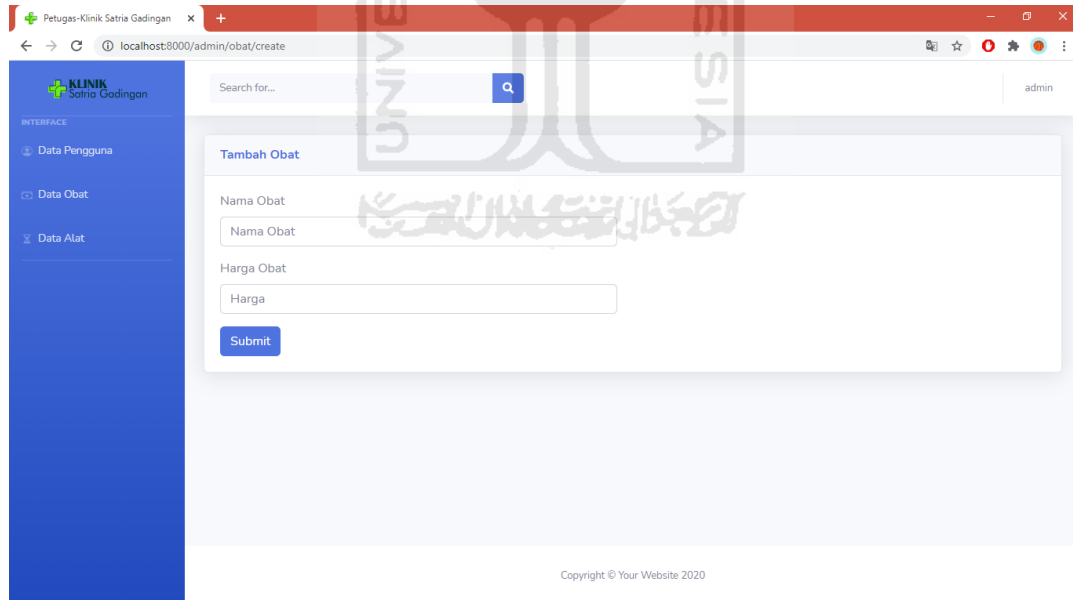 Petugas-Klinik Satria Gadingan
localhost:8000/admin/obat/create
KLINIK
Satria Gadingan
Search for...
admin
INTERFACE
Data Pengguna
Data Obat
Data Alat
Tambah Obat
Nama Obat
Nama Obat
Harga Obat
Harga
Submit
Copyright © Your Website 2020